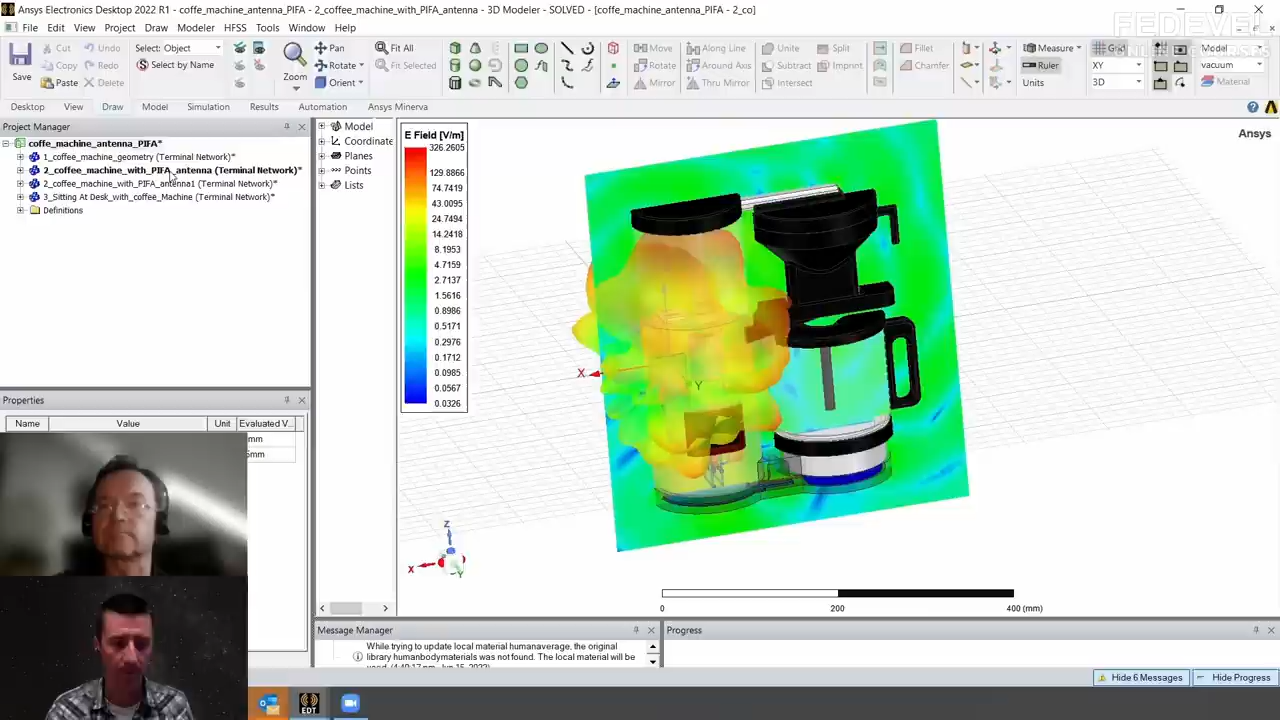 Ansys Electronics Desktop 2022 R1 - coffe_machine_antenna_PIFA - 2_coffee_machine_with_PIFA_antenna - 3D Modeler - SOLVED - [coffe_machine_antenna_PIFA - 2_co]
FEDEVEL
File Edit View Project Draw Modeler HFSS Tools Window Help
Save Cut Copy Paste Undo Redo Delete Select: Object Select by Name Zoom Pan Rotate Orient Fit All Fit Selected Move Rotate Mirror Along Line Around Axis Thru Mirror Unite Subtract Intersect Split Imprint Fillet Chamfer Measure Ruler Units Grid XY 3D Model vacuum Material
Desktop View Draw Model Simulation Results Automation Ansys Minerva
Project Manager
coffe_machine_antenna_PIFA*
1_coffee_machine_geometry (Terminal Network)*
2_coffee_machine_with_PIFA_antenna (Terminal Network)*
2_coffee_machine_with_PIFA_antenna1 (Terminal Network)*
3_Sitting At Desk_with_coffee_Machine (Terminal Network)*
Definitions
Model
Coordinate
Planes
Points
Lists
E Field [V/m]
326.2605
129.8866
74.7419
43.0095
24.7494
14.2418
8.1953
4.7159
2.7137
1.5616
0.8986
0.5171
0.2976
0.1712
0.0985
0.0567
0.0326
Ansys
X
Y
Z
X
Y
0 200 400 (mm)
Properties
Name Value Unit Evaluated V...
mm
Message Manager
While trying to update local material humanaverage, the original
library humanbodymaterials was not found. The local material will be
Progress
Hide 6 Messages Hide Progress
EDT